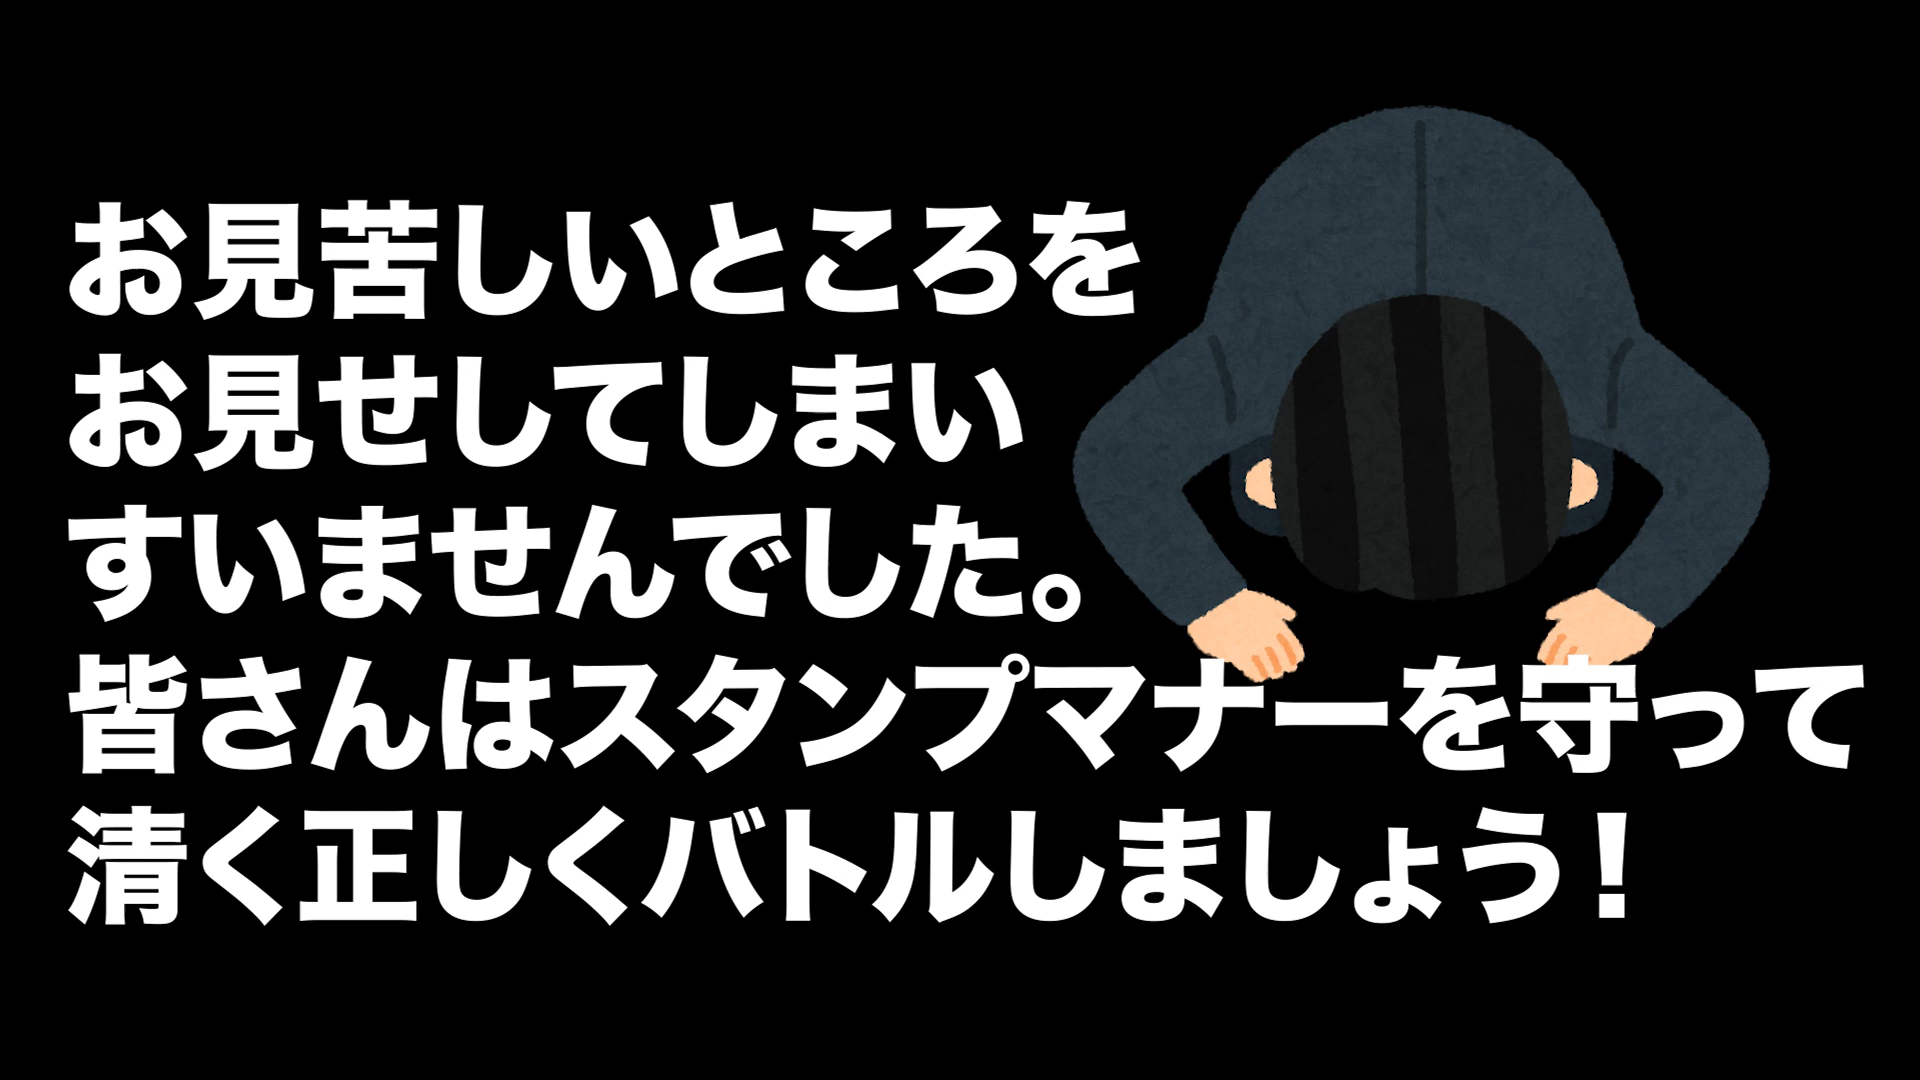 お見苦しいところを
お見せしてしまい
すいませんでした。
皆さんはスタンプマナーを守って
清く正しくバトルしましょう！